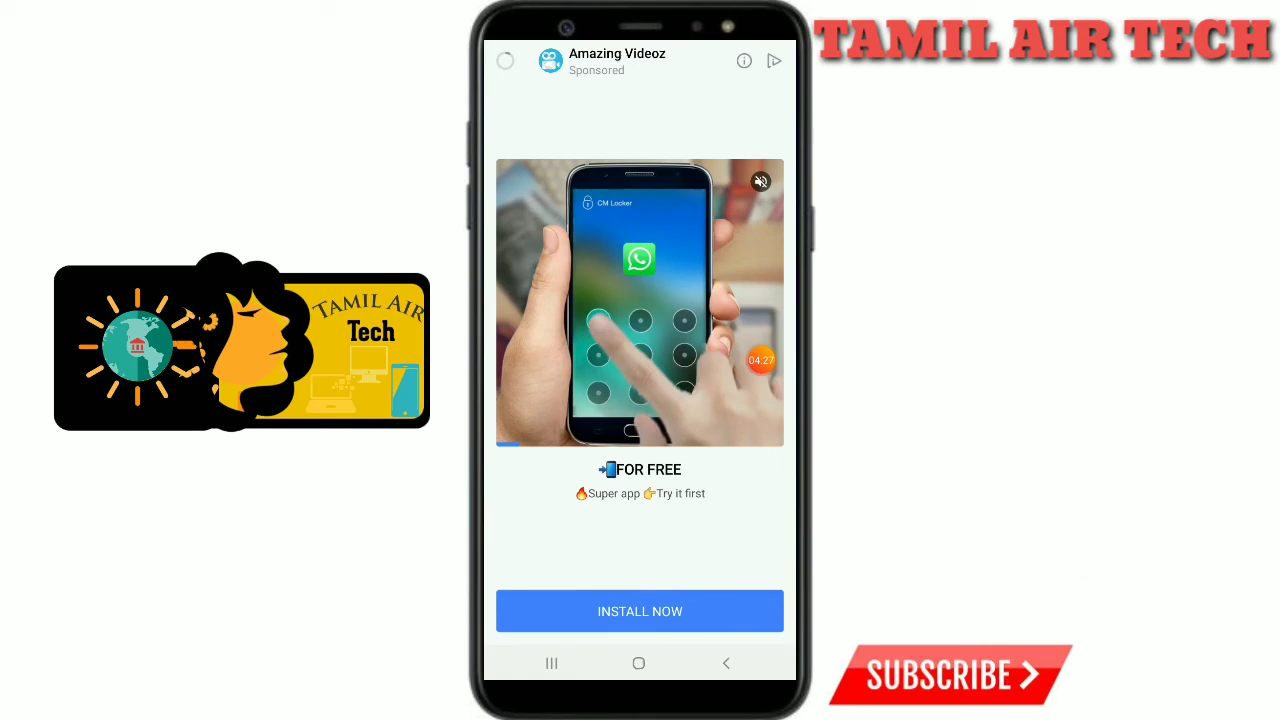 TAMIL AIR TECH
Amazing Videoz
Sponsored
CM Locker
04:27
TAMIL AIR
Tech
FOR FREE
🔥Super app 👉Try it first
INSTALL NOW
SUBSCRIBE